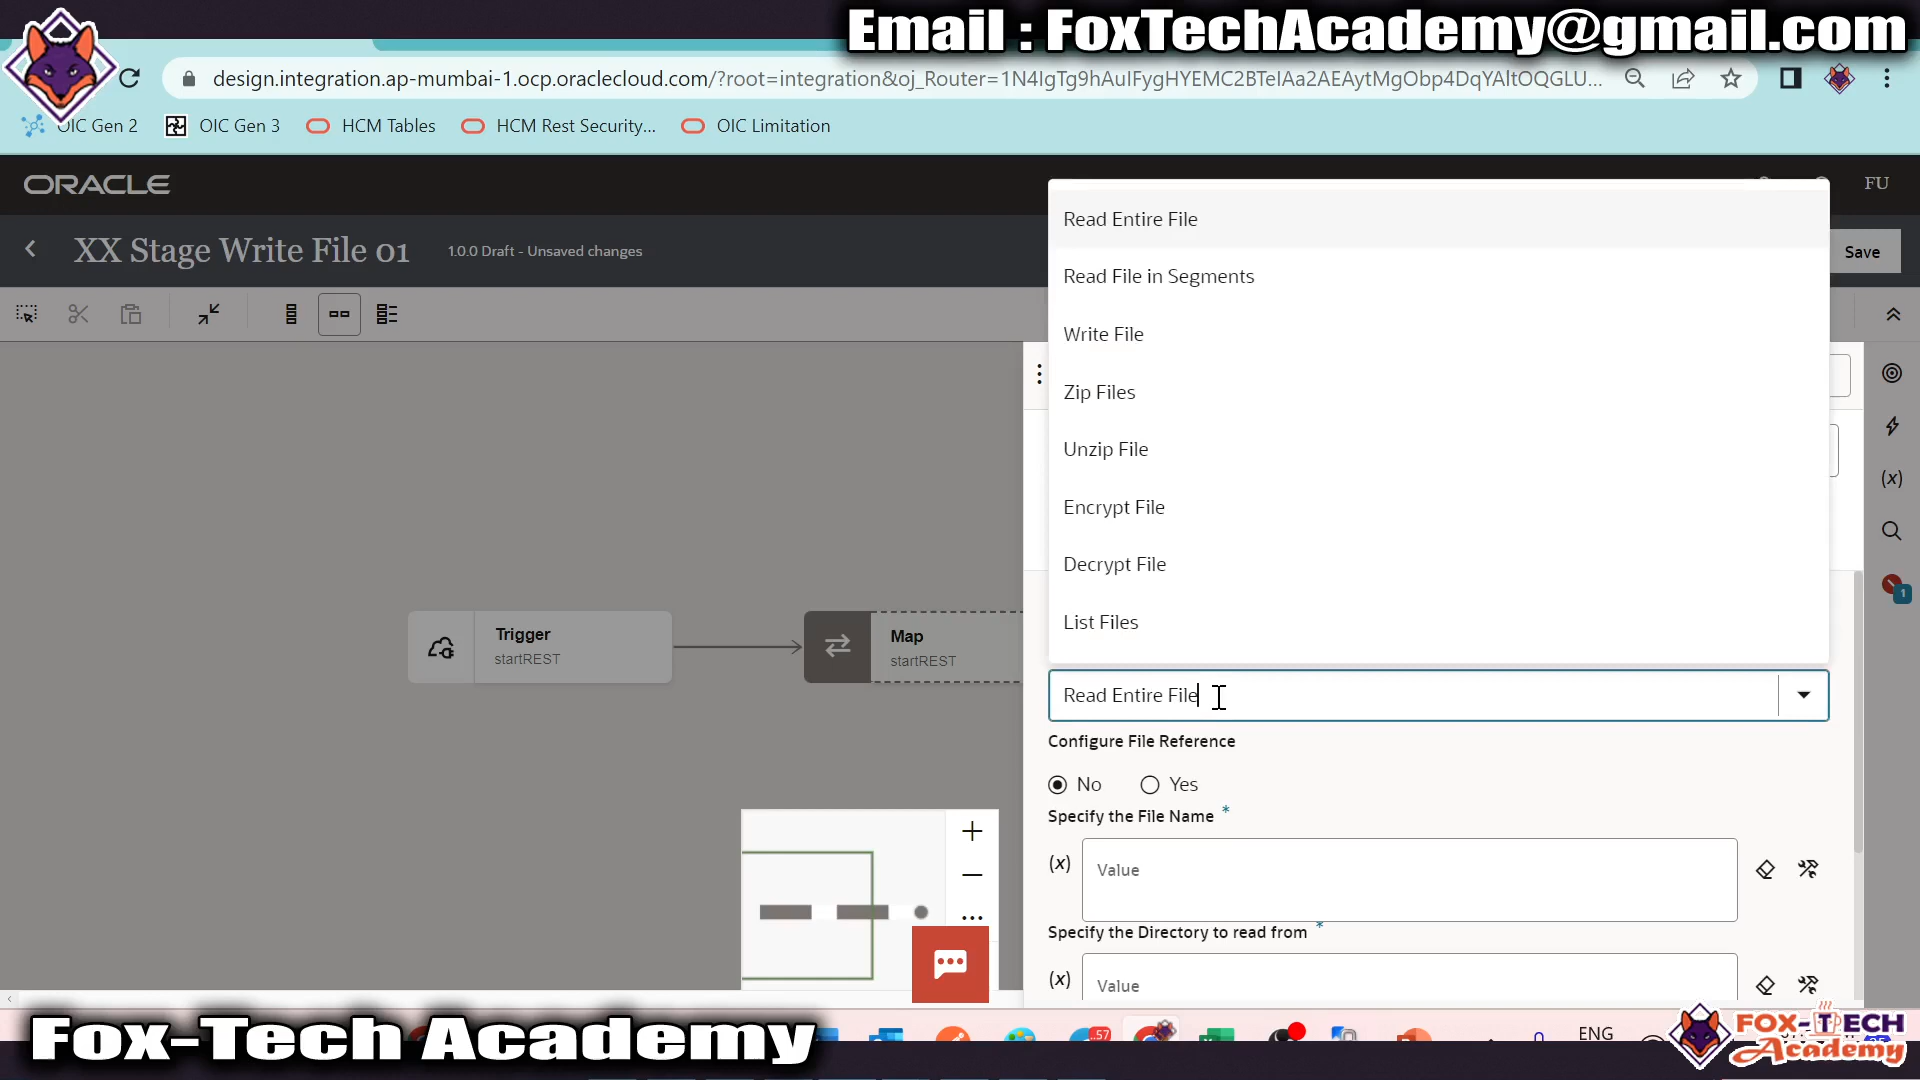 Email : FoxTechAcademy@gmail.com
design.integration.ap-mumbai-1.ocp.oraclecloud.com/?root=integration&oj_Router=1N4IgTg9hAuIFygHYEMC2BTeIAa2AEAytMgObp4DqYAltOQGLU...
OIC Gen 2
OIC Gen 3
HCM Tables
HCM Rest Security...
OIC Limitation
ORACLE
FU
XX Stage Write File 01
1.0.0 Draft - Unsaved changes
Save
Read Entire File
Read File in Segments
Write File
Zip Files
Unzip File
Encrypt File
Decrypt File
List Files
(x)
1
Trigger
startREST
Map
startREST
Read Entire File
Configure File Reference
No
Yes
Specify the File Name *
(x)
Value
Specify the Directory to read from *
(x)
Value
Fox-Tech Academy
57
ENG
FOX-TECH
Academy